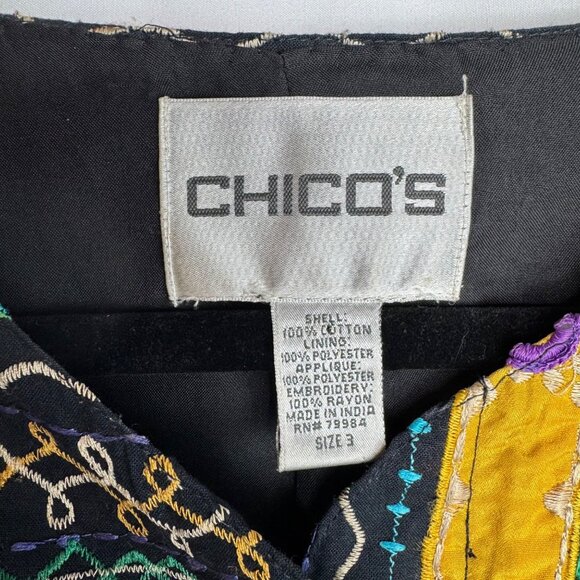 CHICO'S
SHELL:
100% COTTON
LINING:
100% POLYESTER
APPLIQUE:
100% POLYESTER
EMBROIDERY:
100% RAYON
MADE IN INDIA
RN# 79984
SIZE 3